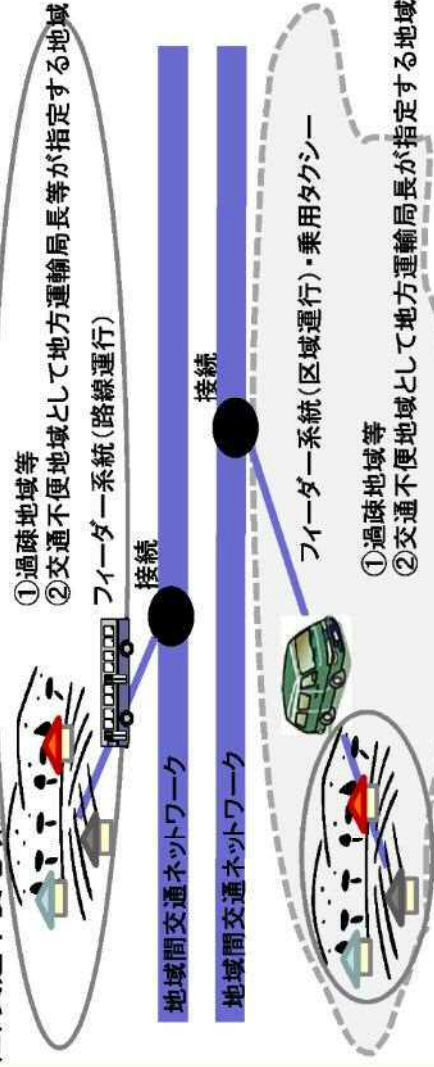 ①過疎地域等
②交通不便地域として地方運輸局長等が指定する地域
フィーダー系統(路線運行)
接続
地域間交通ネットワーク
接続
地域間交通ネットワーク
フィーダー系統(区域運行)・乗用タクシー
①過疎地域等
②交通不便地域として地方運輸局長が指定する地域